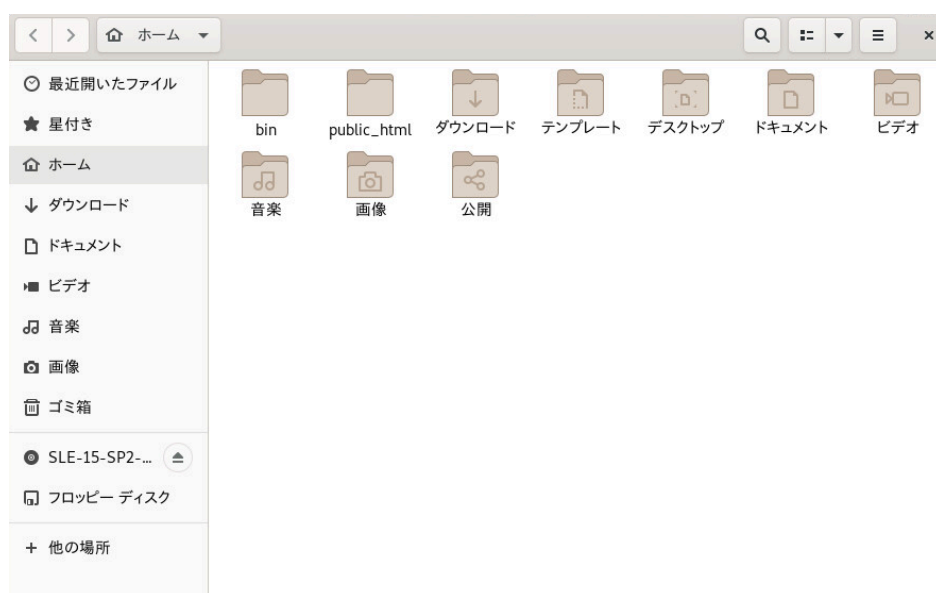 ホーム
最近開いたファイル
星付き
ホーム
ダウンロード
ドキュメント
ビデオ
音楽
画像
ゴミ箱
SLE-15-SP2-...
フロッピー ディスク
他の場所
bin
public_html
ダウンロード
テンプレート
デスクトップ
ドキュメント
ビデオ
音楽
画像
公開